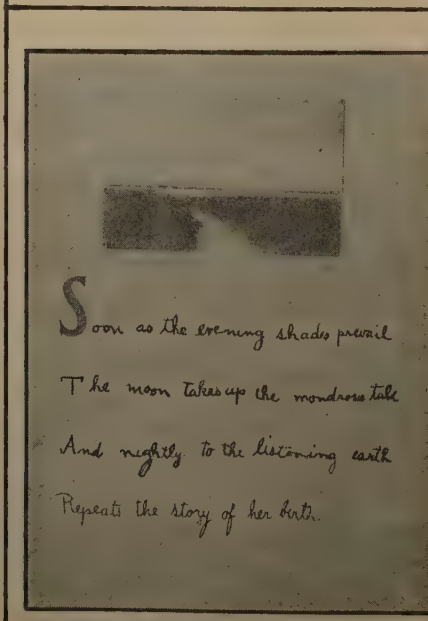 Soon as the evening shades prevail
The moon takes up the mondrous tale
And nightly to the listening earth
Repeats the story of her birth.